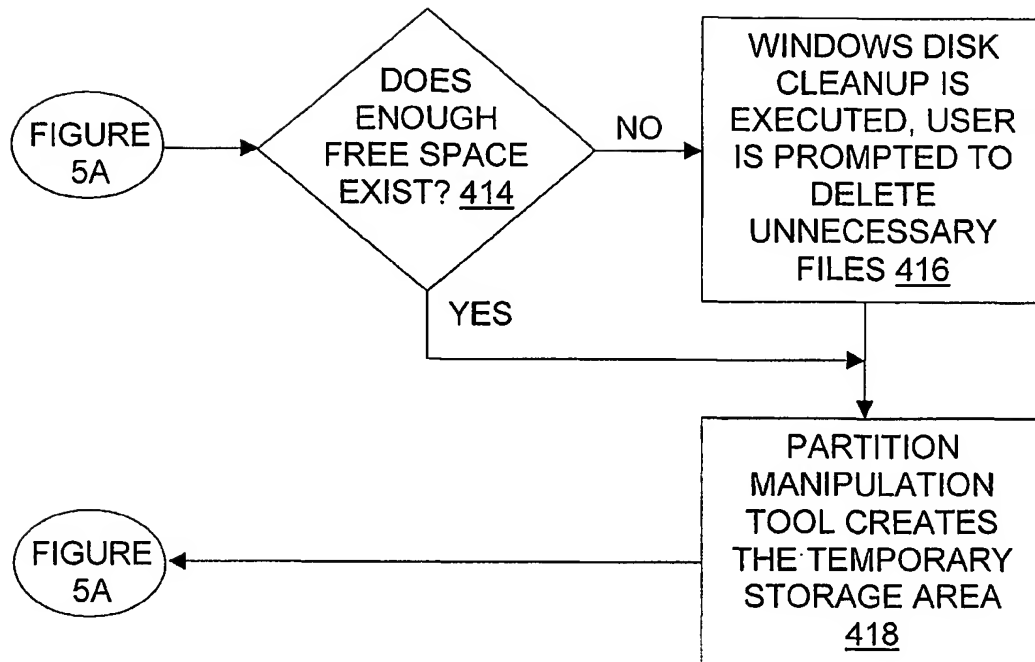 FIGURE
5A
DOES
ENOUGH
FREE SPACE
EXIST? 414
NO
WINDOWS DISK
CLEANUP IS
EXECUTED, USER
IS PROMPTED TO
DELETE
UNNECESSARY
FILES 416
YES
PARTITION
MANIPULATION
TOOL CREATES
THE TEMPORARY
STORAGE AREA
418
FIGURE
5A